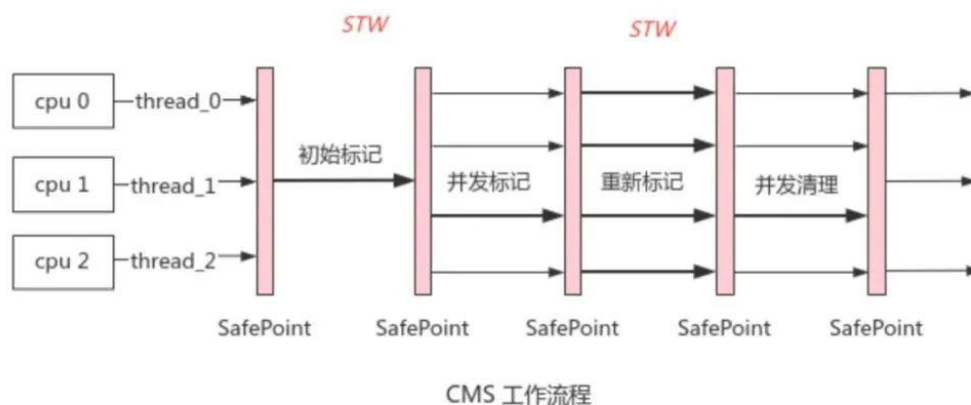 STW STW
cpu 0 thread_0
初始标记
cpu 1 thread_1
并发标记 重新标记 并发清理
cpu 2 thread_2
SafePoint SafePoint SafePoint SafePoint SafePoint
CMS 工作流程